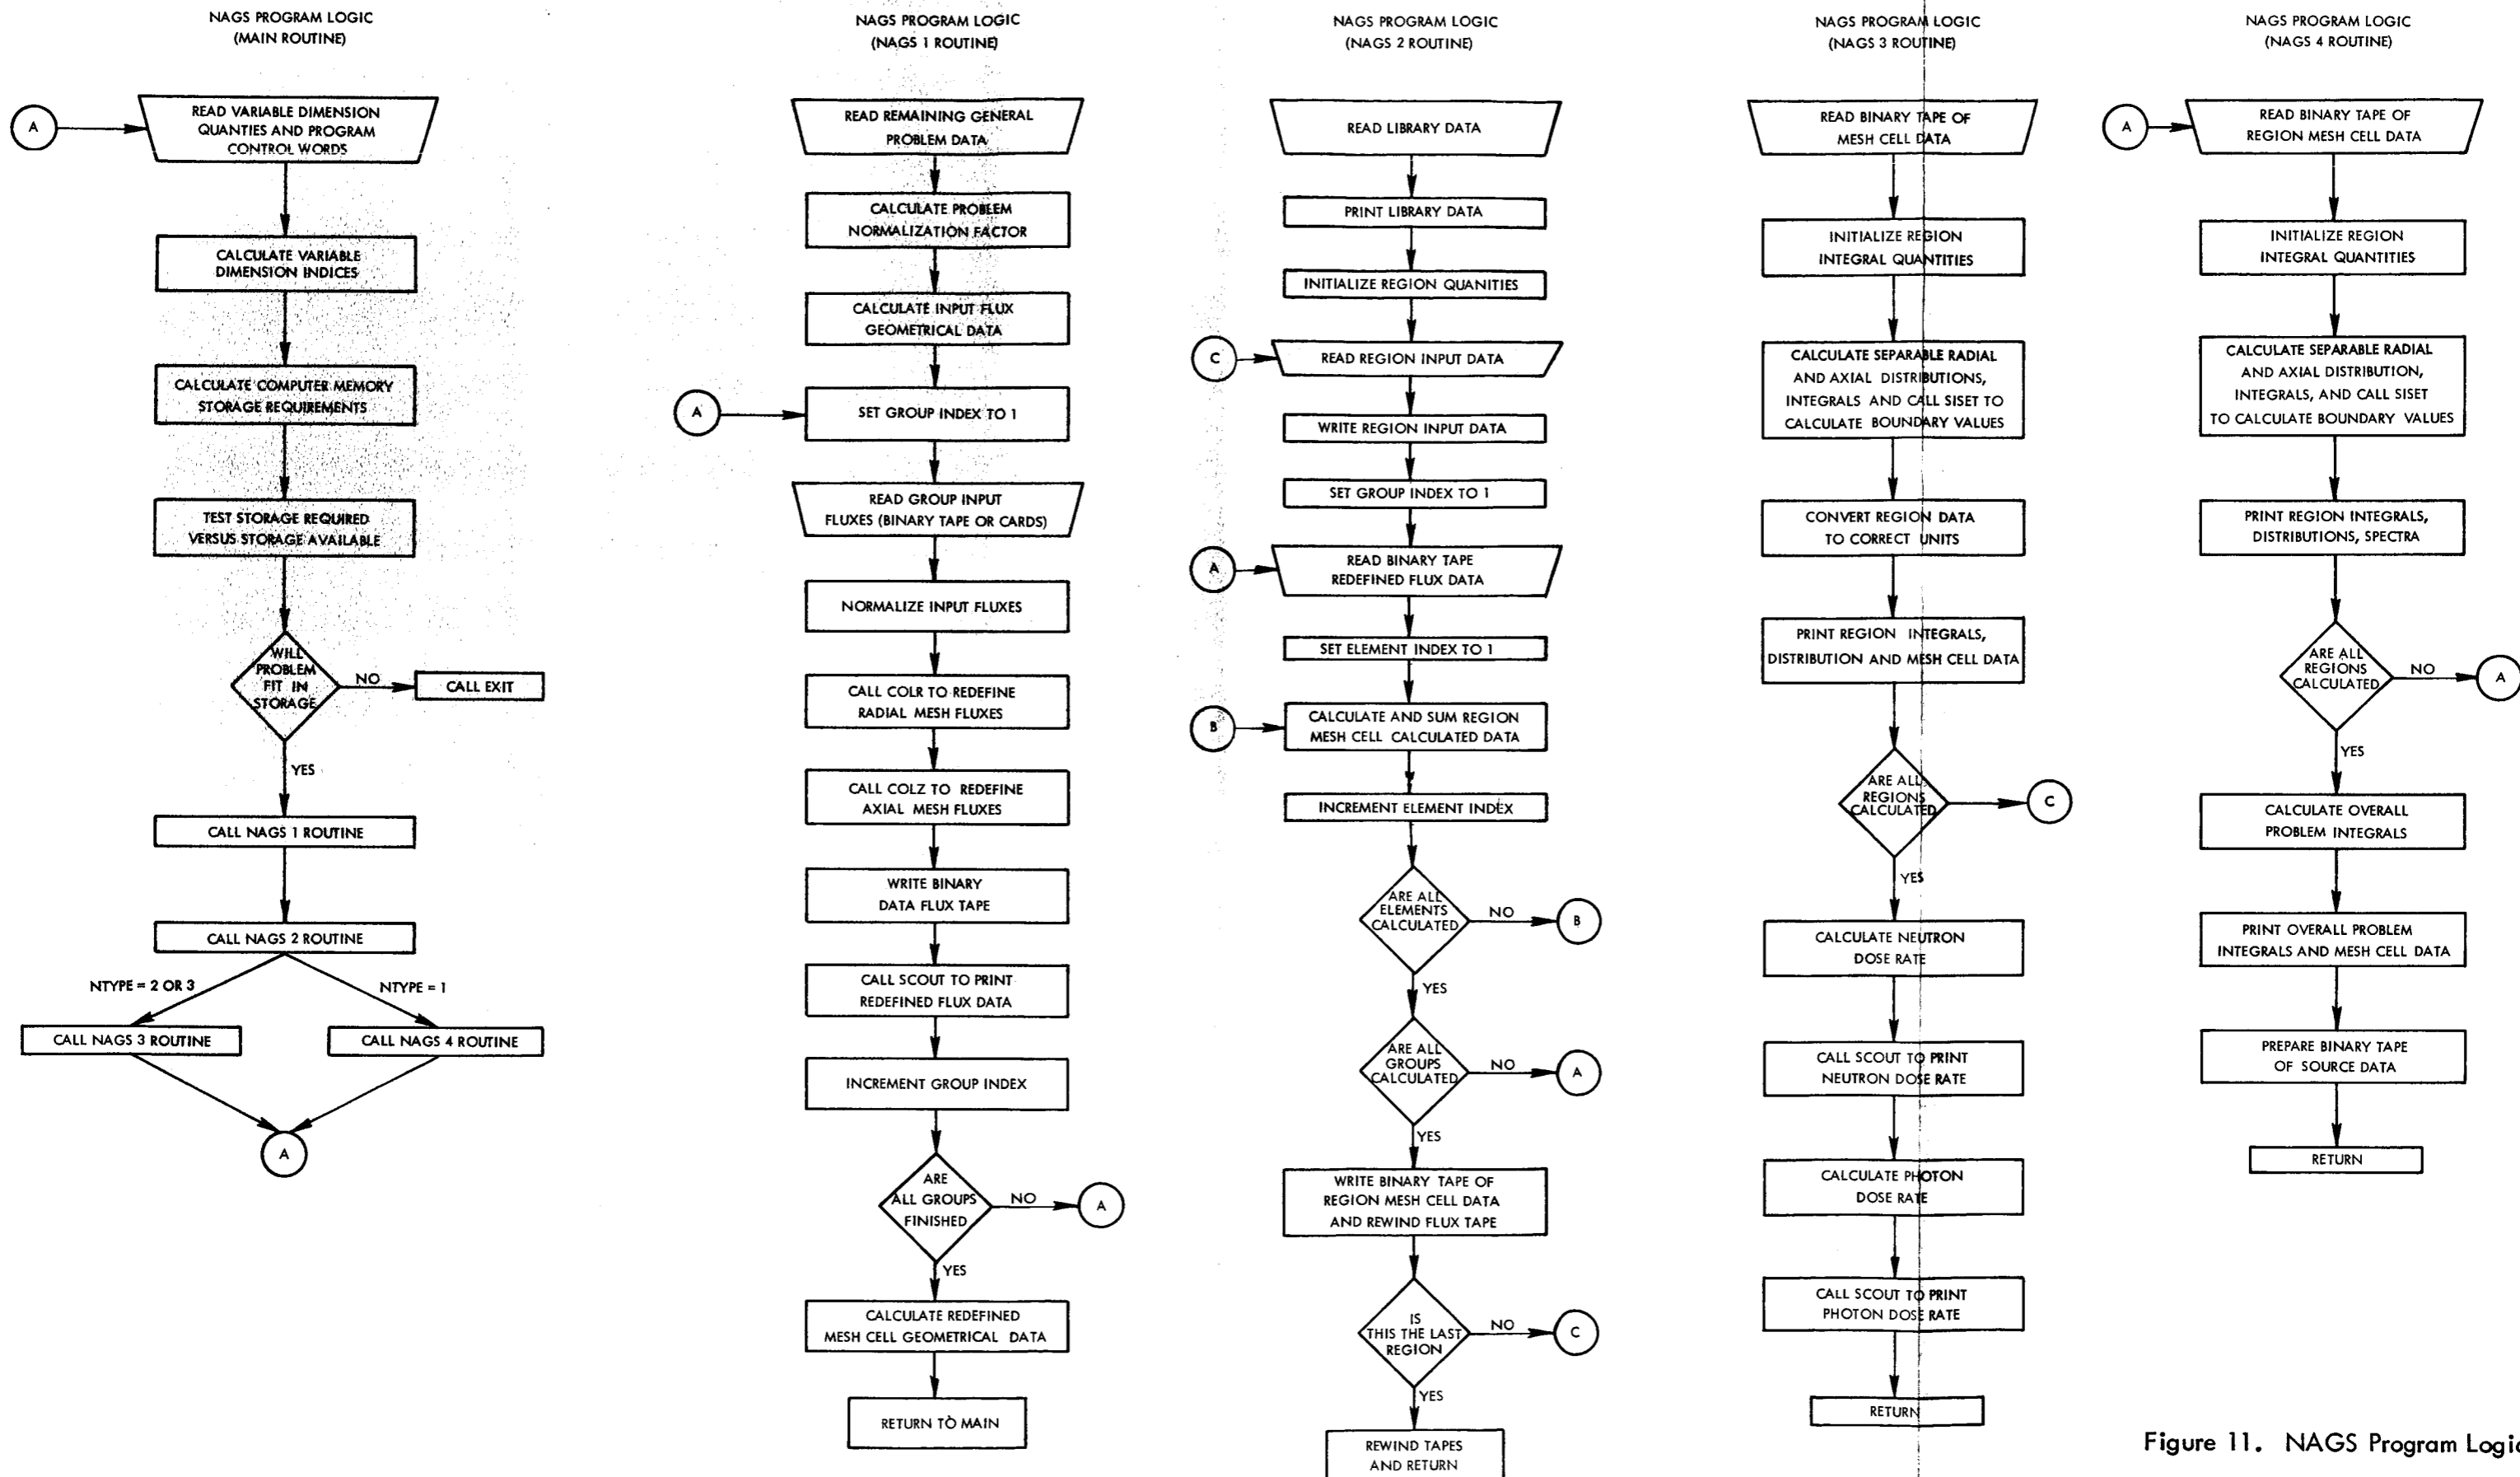 NAGS PROGRAM LOGIC
(MAIN ROUTINE)
A
READ VARIABLE DIMENSION
QUANTIES AND PROGRAM
CONTROL WORDS
CALCULATE VARIABLE
DIMENSION INDICES
CALCULATE COMPUTER MEMORY
STORAGE REQUIREMENTS
TEST STORAGE REQUIRED
VERSUS STORAGE AVAILABLE
WILL
PROBLEM
FIT IN
STORAGE
NO
CALL EXIT
YES
CALL NAGS 1 ROUTINE
CALL NAGS 2 ROUTINE
NTYPE = 2 OR 3
NTYPE = 1
CALL NAGS 3 ROUTINE
CALL NAGS 4 ROUTINE
A
NAGS PROGRAM LOGIC
(NAGS 1 ROUTINE)
READ REMAINING GENERAL
PROBLEM DATA
CALCULATE PROBLEM
NORMALIZATION FACTOR
CALCULATE INPUT FLUX
GEOMETRICAL DATA
A
SET GROUP INDEX TO 1
READ GROUP INPUT
FLUXES (BINARY TAPE OR CARDS)
NORMALIZE INPUT FLUXES
CALL COLR TO REDEFINE
RADIAL MESH FLUXES
CALL COLZ TO REDEFINE
AXIAL MESH FLUXES
WRITE BINARY
DATA FLUX TAPE
CALL SCOUT TO PRINT
REDEFINED FLUX DATA
INCREMENT GROUP INDEX
ARE
ALL GROUPS
FINISHED
NO
A
YES
CALCULATE REDEFINED
MESH CELL GEOMETRICAL DATA
RETURN TO MAIN
NAGS PROGRAM LOGIC
(NAGS 2 ROUTINE)
READ LIBRARY DATA
PRINT LIBRARY DATA
INITIALIZE REGION QUANITIES
C
READ REGION INPUT DATA
WRITE REGION INPUT DATA
SET GROUP INDEX TO 1
A
READ BINARY TAPE
REDEFINED FLUX DATA
SET ELEMENT INDEX TO 1
B
CALCULATE AND SUM REGION
MESH CELL CALCULATED DATA
INCREMENT ELEMENT INDEX
ARE ALL
ELEMENTS
CALCULATED
NO
B
YES
ARE ALL
GROUPS
CALCULATED
NO
A
YES
WRITE BINARY TAPE OF
REGION MESH CELL DATA
AND REWIND FLUX TAPE
IS
THIS THE LAST
REGION
NO
C
YES
REWIND TAPES
AND RETURN
NAGS PROGRAM LOGIC
(NAGS 3 ROUTINE)
READ BINARY TAPE OF
MESH CELL DATA
INITIALIZE REGION
INTEGRAL QUANTITIES
CALCULATE SEPARABLE RADIAL
AND AXIAL DISTRIBUTIONS,
INTEGRALS AND CALL SISET TO
CALCULATE BOUNDARY VALUES
CONVERT REGION DATA
TO CORRECT UNITS
PRINT REGION INTEGRALS,
DISTRIBUTION AND MESH CELL DATA
ARE ALL
REGIONS
CALCULATED
C
YES
CALCULATE NEUTRON
DOSE RATE
CALL SCOUT TO PRINT
NEUTRON DOSE RATE
CALCULATE PHOTON
DOSE RATE
CALL SCOUT TO PRINT
PHOTON DOSE RATE
RETURN
NAGS PROGRAM LOGIC
(NAGS 4 ROUTINE)
A
READ BINARY TAPE OF
REGION MESH CELL DATA
INITIALIZE REGION
INTEGRAL QUANTITIES
CALCULATE SEPARABLE RADIAL
AND AXIAL DISTRIBUTION,
INTEGRALS, AND CALL SISET
TO CALCULATE BOUNDARY VALUES
PRINT REGION INTEGRALS,
DISTRIBUTIONS, SPECTRA
ARE ALL
REGIONS
CALCULATED
NO
A
YES
CALCULATE OVERALL
PROBLEM INTEGRALS
PRINT OVERALL PROBLEM
INTEGRALS AND MESH CELL DATA
PREPARE BINARY TAPE
OF SOURCE DATA
RETURN
Figure 11. NAGS Program Logic